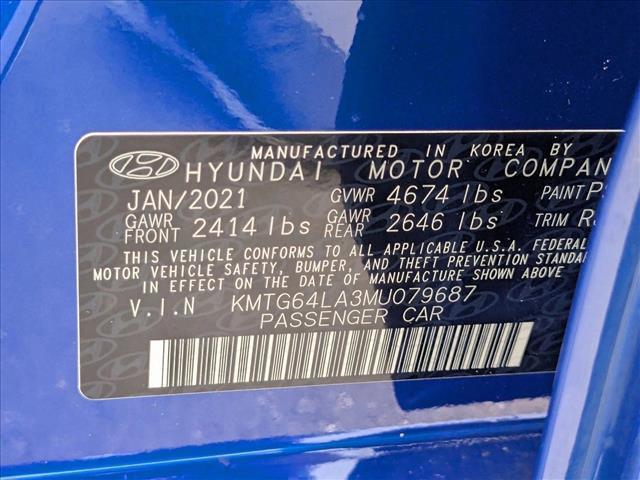 MANUFACTURED IN KOREA BY
HYUNDAI MOTOR COMPAN
JAN/2021 GVWR 4674 lbs PAINT
GAWR FRONT 2414 lbs GAWR REAR 2646 lbs TRIM
THIS VEHICLE CONFORMS TO ALL APPLICABLE U.S.A. FEDERAL
MOTOR VEHICLE SAFETY, BUMPER, AND THEFT PREVENTION STANDA
IN EFFECT ON THE DATE OF MANUFACTURE SHOWN ABOVE
V.I.N KMTG64LA3MU079687
PASSENGER CAR